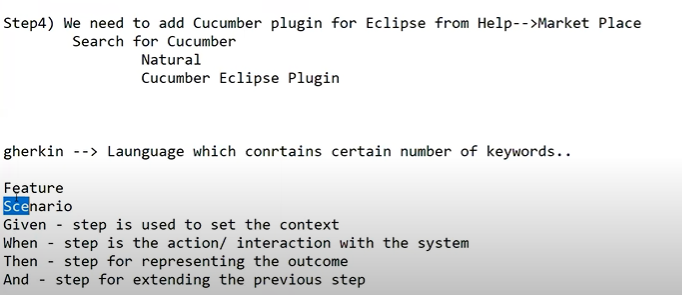 Step4) We need to add Cucumber plugin for Eclipse from Help-->Market Place
Search for Cucumber
Natural
Cucumber Eclipse Plugin
gherkin --> Launguage which conrtains certain number of keywords..
Feature
Scenario
Given - step is used to set the context
When - step is the action/ interaction with the system
Then - step for representing the outcome
And - step for extending the previous step